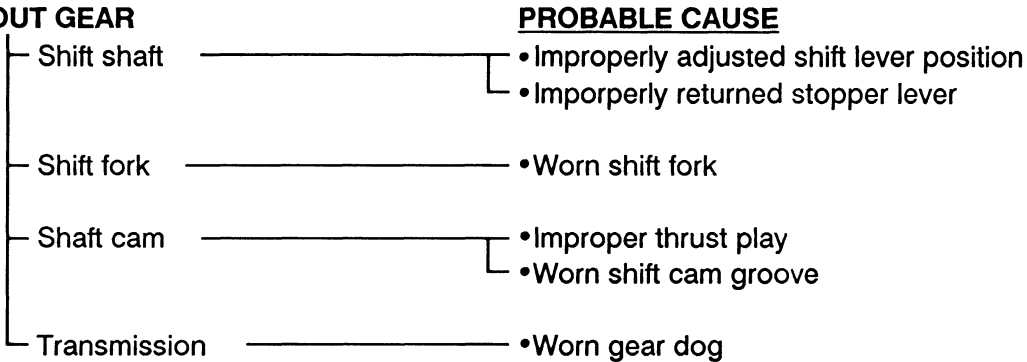 OUT GEAR
PROBABLE CAUSE
Shift shaft
•Improperly adjusted shift lever position
•Imporperly returned stopper lever
Shift fork
•Worn shift fork
Shaft cam
•Improper thrust play
•Worn shift cam groove
Transmission
•Worn gear dog